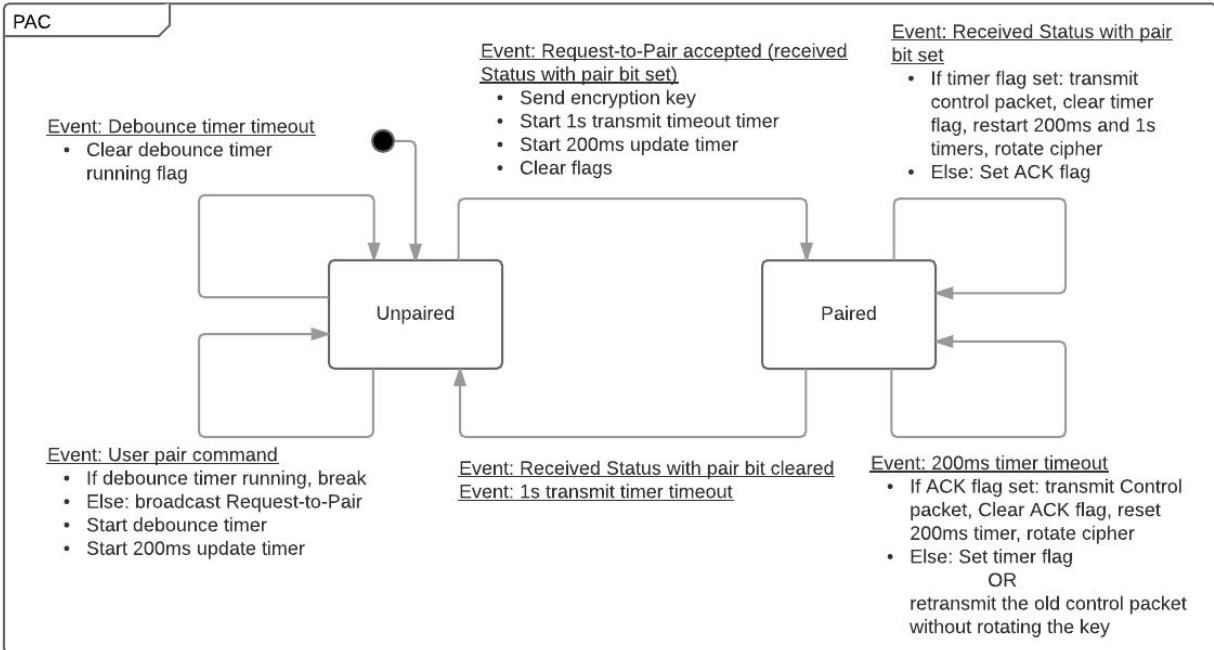 PAC
Event: Debounce timer timeout
• Clear debounce timer
running flag
Event: Request-to-Pair accepted (received
Status with pair bit set)
• Send encryption key
• Start 1s transmit timeout timer
• Start 200ms update timer
• Clear flags
Event: Received Status with pair
bit set
• If timer flag set: transmit
control packet, clear timer
flag, restart 200ms and 1s
timers, rotate cipher
• Else: Set ACK flag
Unpaired
Paired
Event: User pair command
• If debounce timer running, break
• Else: broadcast Request-to-Pair
• Start debounce timer
• Start 200ms update timer
Event: Received Status with pair bit cleared
Event: 1s transmit timer timeout
Event: 200ms timer timeout
• If ACK flag set: transmit Control
packet, Clear ACK flag, reset
200ms timer, rotate cipher
• Else: Set timer flag
OR
retransmit the old control packet
without rotating the key